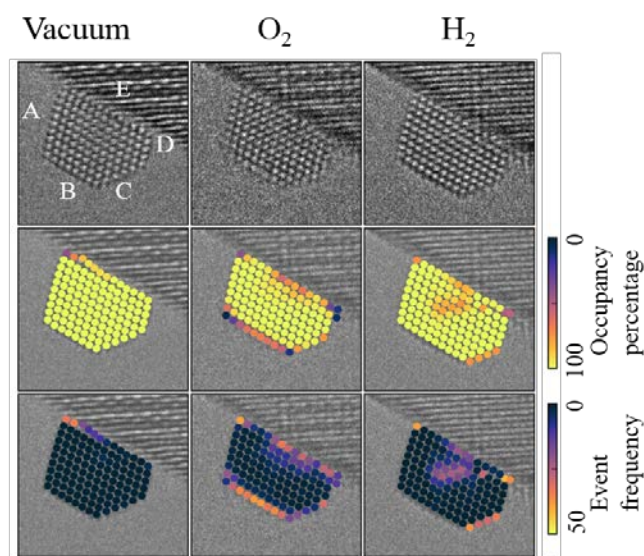 Vacuum O₂ H₂
A
E
D
B
C
0
Occupancy
percentage
100
0
Event
frequency
50